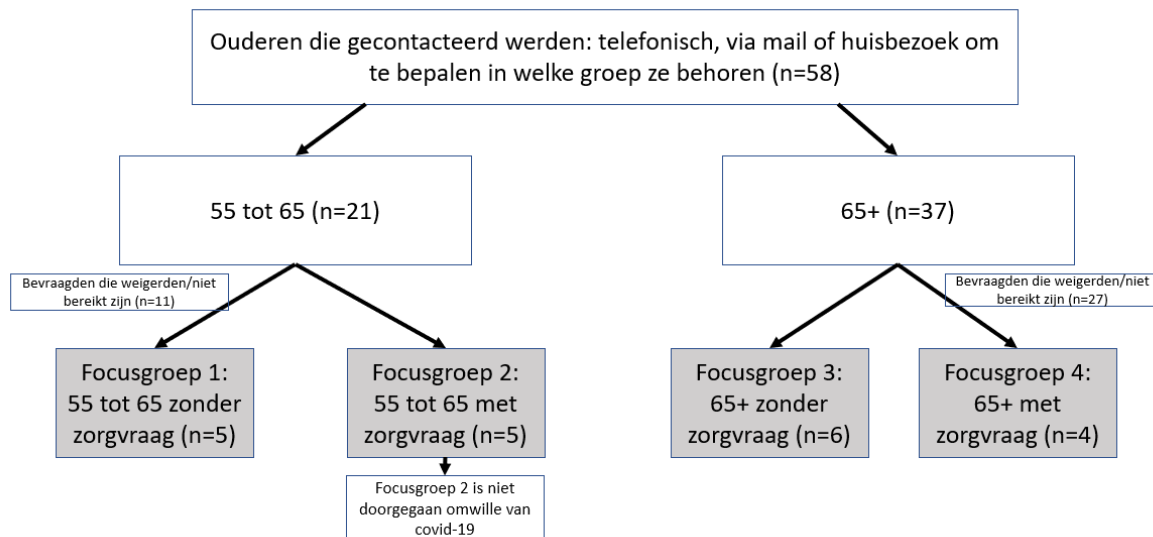 Ouderen die gecontacteerd werden: telefonisch, via mail of huisbezoek om
te bepalen in welke groep ze behoren (n=58)
55 tot 65 (n=21)
65+ (n=37)
Bevraagden die weigerden/niet
bereikt zijn (n=11)
Bevraagden die weigerden/niet
bereikt zijn (n=27)
Focusgroep 1:
55 tot 65 zonder
zorgvraag (n=5)
Focusgroep 2:
55 tot 65 met
zorgvraag (n=5)
Focusgroep 3:
65+ zonder
zorgvraag (n=6)
Focusgroep 4:
65+ met
zorgvraag (n=4)
Focusgroep 2 is niet
doorgegaan omwille van
covid-19